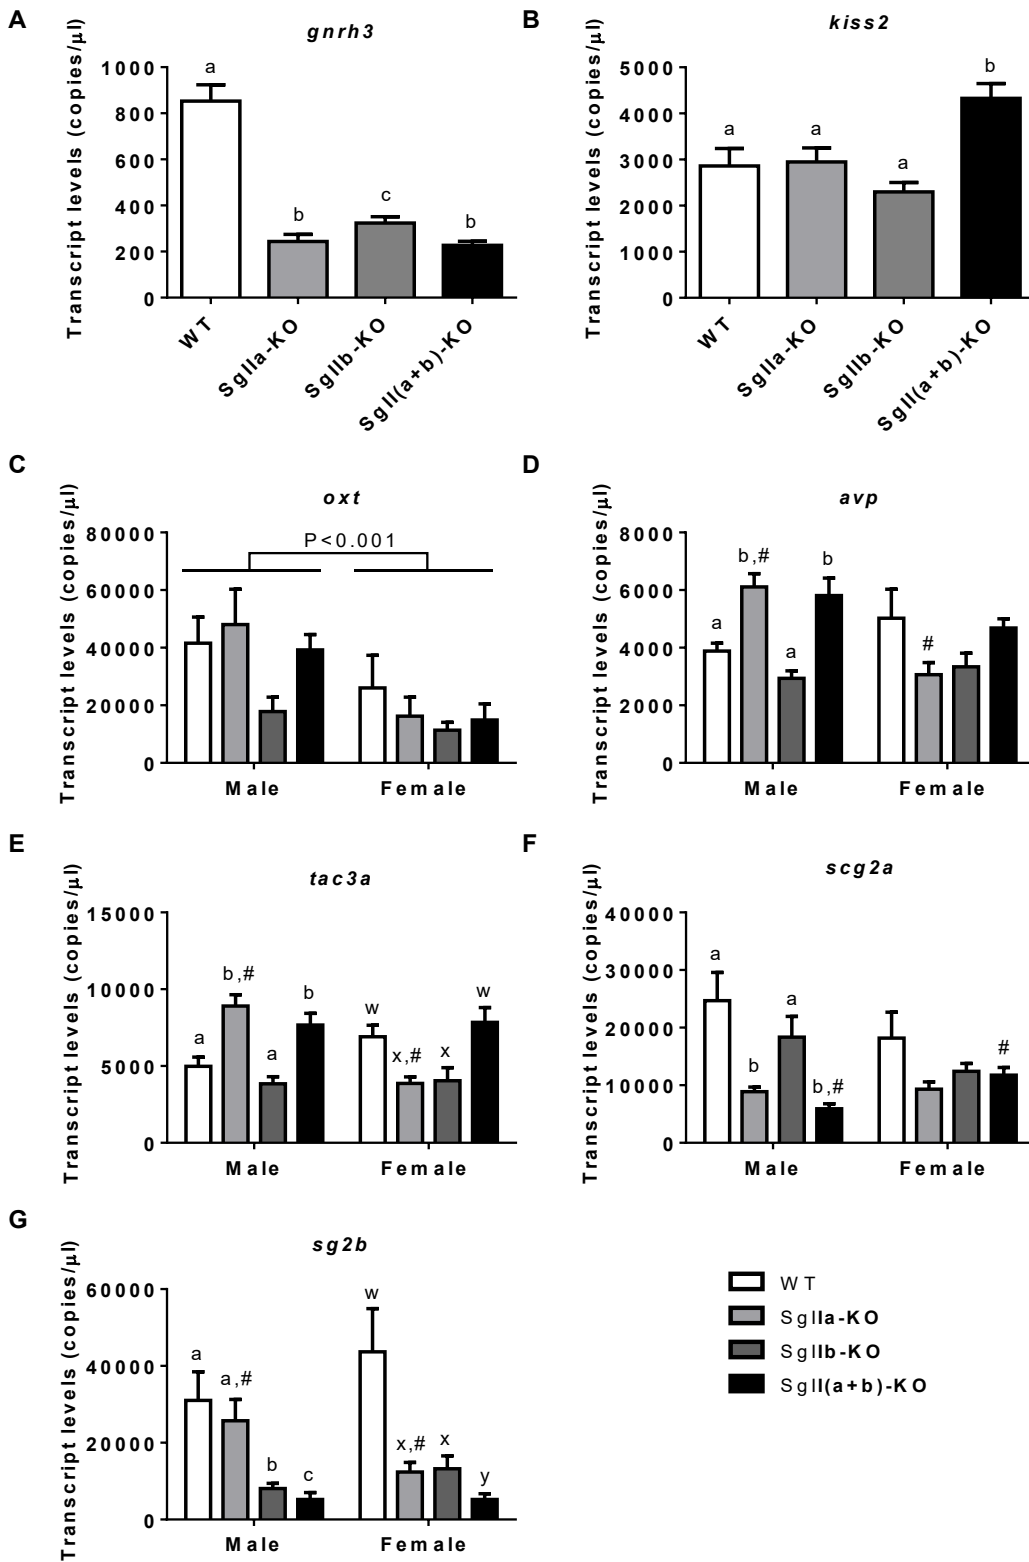 A
gnrh3
Transcript levels (copies/µl)
1000
800
600
400
200
0
a
b
c
b
WT
SgIIa-KO
SgIIb-KO
SgII(a+b)-KO
B
kiss2
Transcript levels (copies/µl)
5000
4000
3000
2000
1000
0
a
a
a
b
WT
SgIIa-KO
SgIIb-KO
SgII(a+b)-KO
C
oxt
Transcript levels (copies/µl)
80000
60000
40000
20000
0
P<0.001
Male
Female
D
avp
Transcript levels (copies/µl)
8000
6000
4000
2000
0
a
b,#
a
b
#
Male
Female
E
tac3a
Transcript levels (copies/µl)
15000
10000
5000
0
a
b,#
a
b
w
x,#
x
w
Male
Female
F
scg2a
Transcript levels (copies/µl)
40000
30000
20000
10000
0
a
b
a
b,#
#
Male
Female
G
sg2b
Transcript levels (copies/µl)
60000
40000
20000
0
a
a,#
b
c
w
x,#
x
y
Male
Female
WT
SgIIa-KO
SgIIb-KO
SgII(a+b)-KO